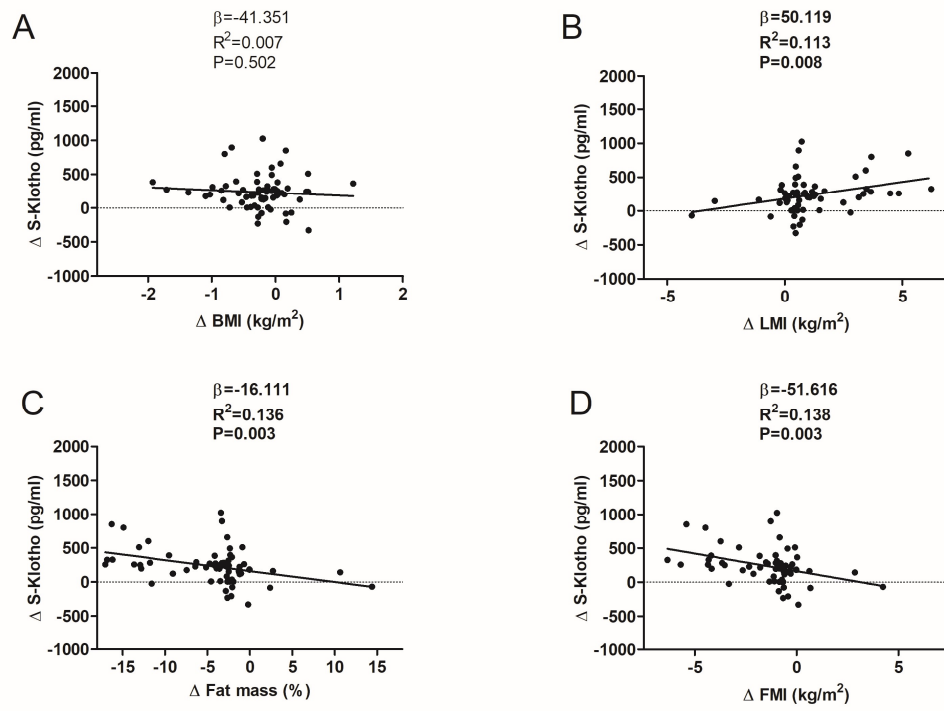 A
β=-41.351
R²=0.007
P=0.502
2000
1500
1000
500
0
-500
-1000
Δ S-Klotho (pg/ml)
-2
-1
0
1
2
Δ BMI (kg/m²)
B
β=50.119
R²=0.113
P=0.008
2000
1500
1000
500
0
-500
-1000
Δ S-Klotho (pg/ml)
-5
0
5
Δ LMI (kg/m²)
C
β=-16.111
R²=0.136
P=0.003
2000
1500
1000
500
0
-500
-1000
Δ S-Klotho (pg/ml)
-15
-10
-5
0
5
10
15
Δ Fat mass (%)
D
β=-51.616
R²=0.138
P=0.003
2000
1500
1000
500
0
-500
-1000
Δ S-Klotho (pg/ml)
-5
0
5
Δ FMI (kg/m²)